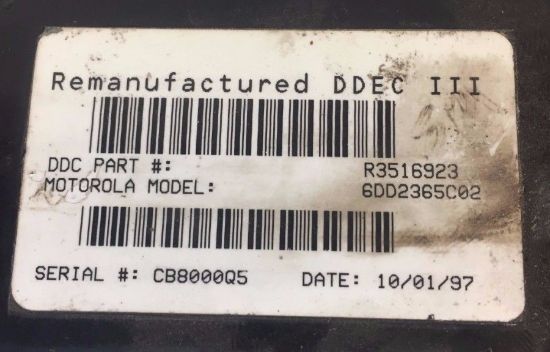 Remanufactured DDEC III
DDC PART #: R3516923
MOTOROLA MODEL: 6DD2365C02
SERIAL #: CB8000Q5 DATE: 10/01/97